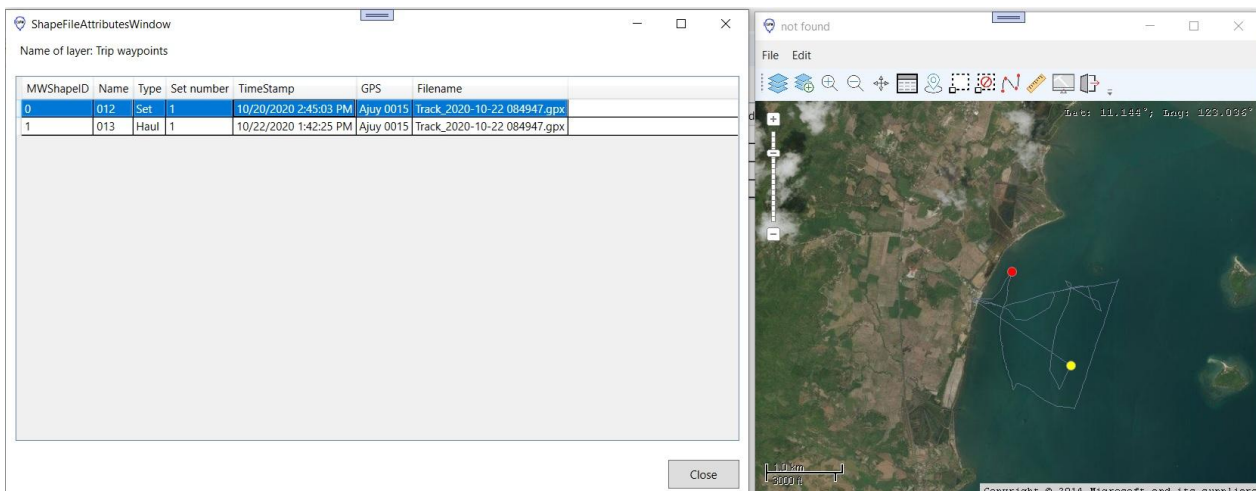 ShapeFileAttributesWindow
Name of layer: Trip waypoints
MWShapeID Name Type Set number TimeStamp GPS Filename
0 012 Set 1 10/20/2020 2:45:03 PM Ajuy 0015 Track_2020-10-22 084947.gpx
1 013 Haul 1 10/22/2020 1:42:25 PM Ajuy 0015 Track_2020-10-22 084947.gpx
Close
not found
File Edit
Lat: 11.144°; Lng: 123.036°
1.0 km
3000 ft
Copyright © 2014 Microsoft and its suppliers